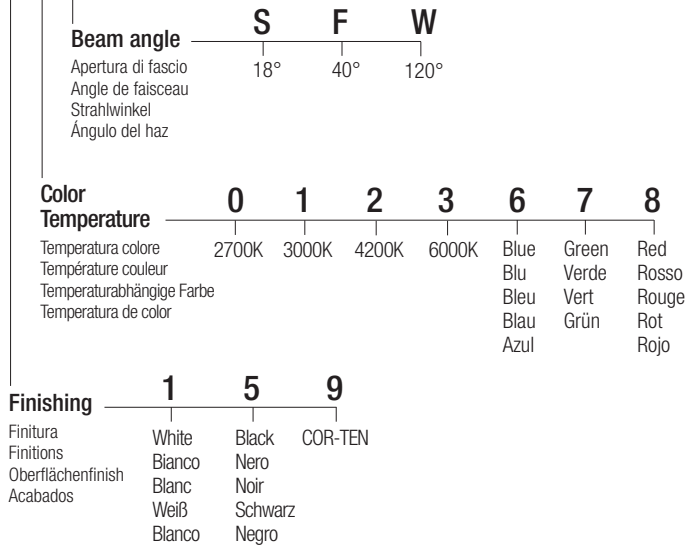 S F W
Beam angle
Apertura di fascio 18° 40° 120°
Angle de faisceau
Strahlwinkel
Ángulo del haz
Color
Temperature 0 1 2 3 6 7 8
Temperatura colore 2700K 3000K 4200K 6000K Blue Green Red
Température couleur Blu Verde Rosso
Temperaturabhängige Farbe Bleu Vert Rouge
Temperatura de color Blau Grün Rot
Azul Rojo
Finishing 1 5 9
Finitura White Black COR-TEN
Finitions Bianco Nero
Oberflächenfinish Blanc Noir
Acabados Weiß Schwarz
Blanco Negro